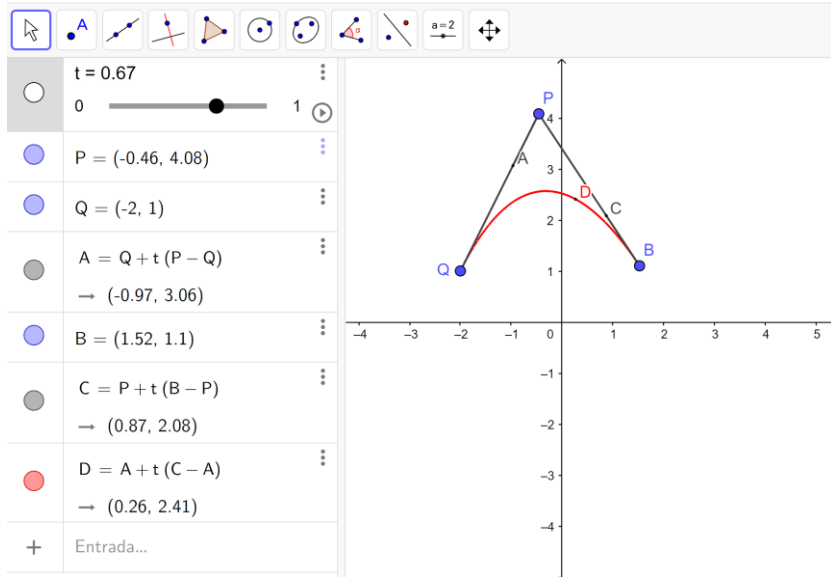 A
α
a=2
t = 0.67
0
1
P = (-0.46, 4.08)
Q = (-2, 1)
A = Q + t (P − Q)
→ (-0.97, 3.06)
B = (1.52, 1.1)
C = P + t (B − P)
→ (0.87, 2.08)
D = A + t (C − A)
→ (0.26, 2.41)
+ Entrada...
P
4
A
3
D
C
2
B
Q
1
−4 −3 −2 −1 0 1 2 3 4 5
−1
−2
−3
−4